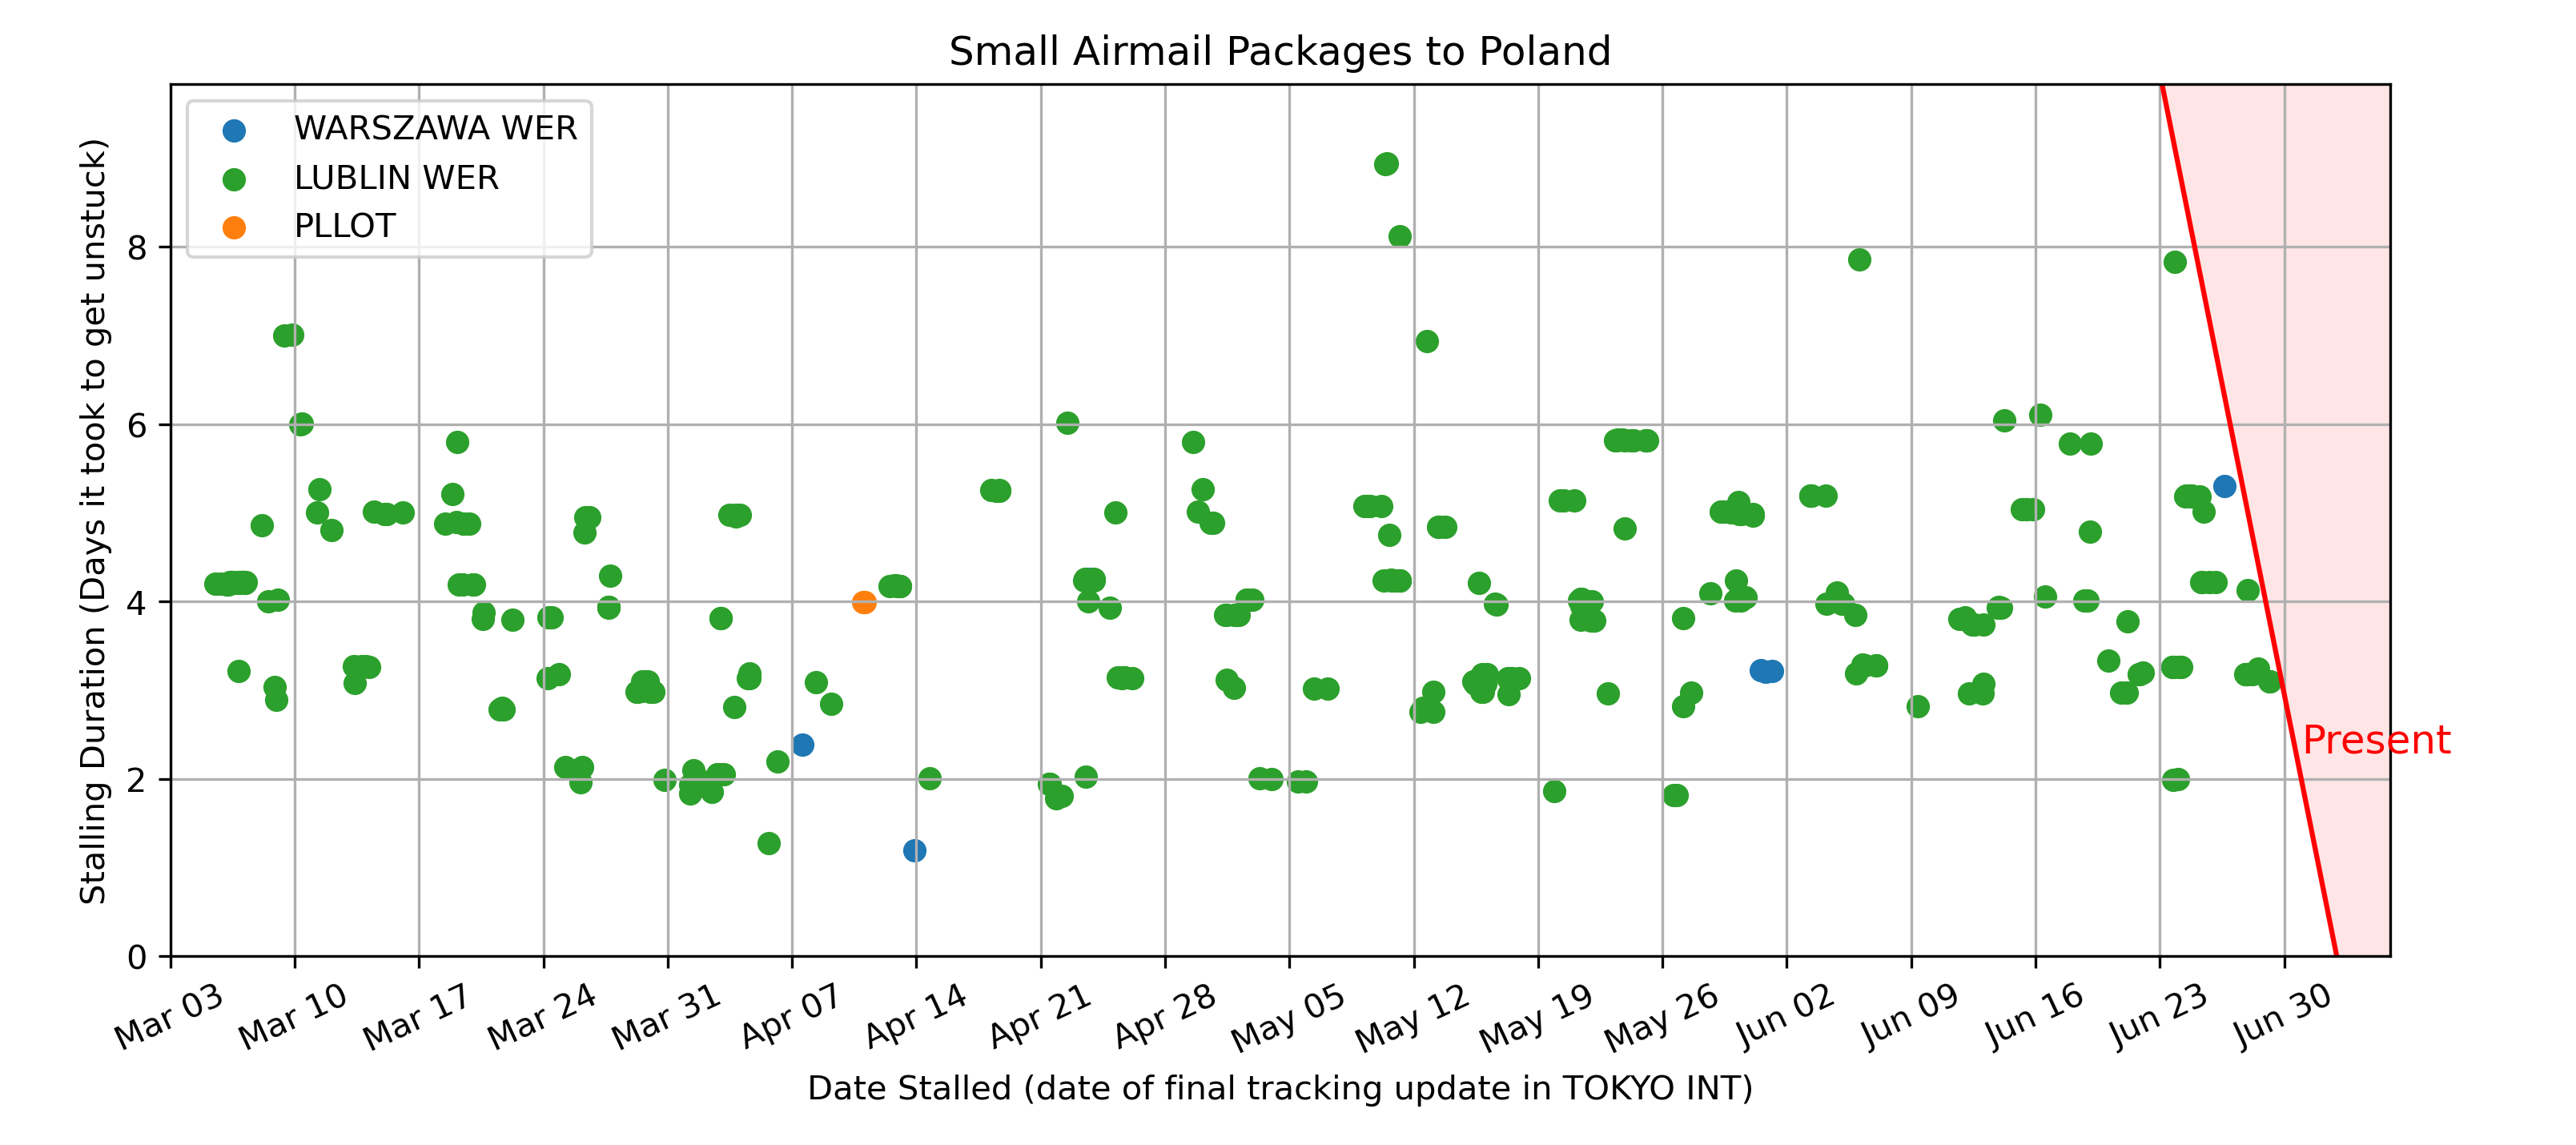 Small Airmail Packages to Poland
WARSZAWA WER
LUBLIN WER
PLLOT
Stalling Duration (Days it took to get unstuck)
8
6
4
2
0
Present
Mar 03
Mar 10
Mar 17
Mar 24
Mar 31
Apr 07
Apr 14
Apr 21
Apr 28
May 05
May 12
May 19
May 26
Jun 02
Jun 09
Jun 16
Jun 23
Jun 30
Date Stalled (date of final tracking update in TOKYO INT)